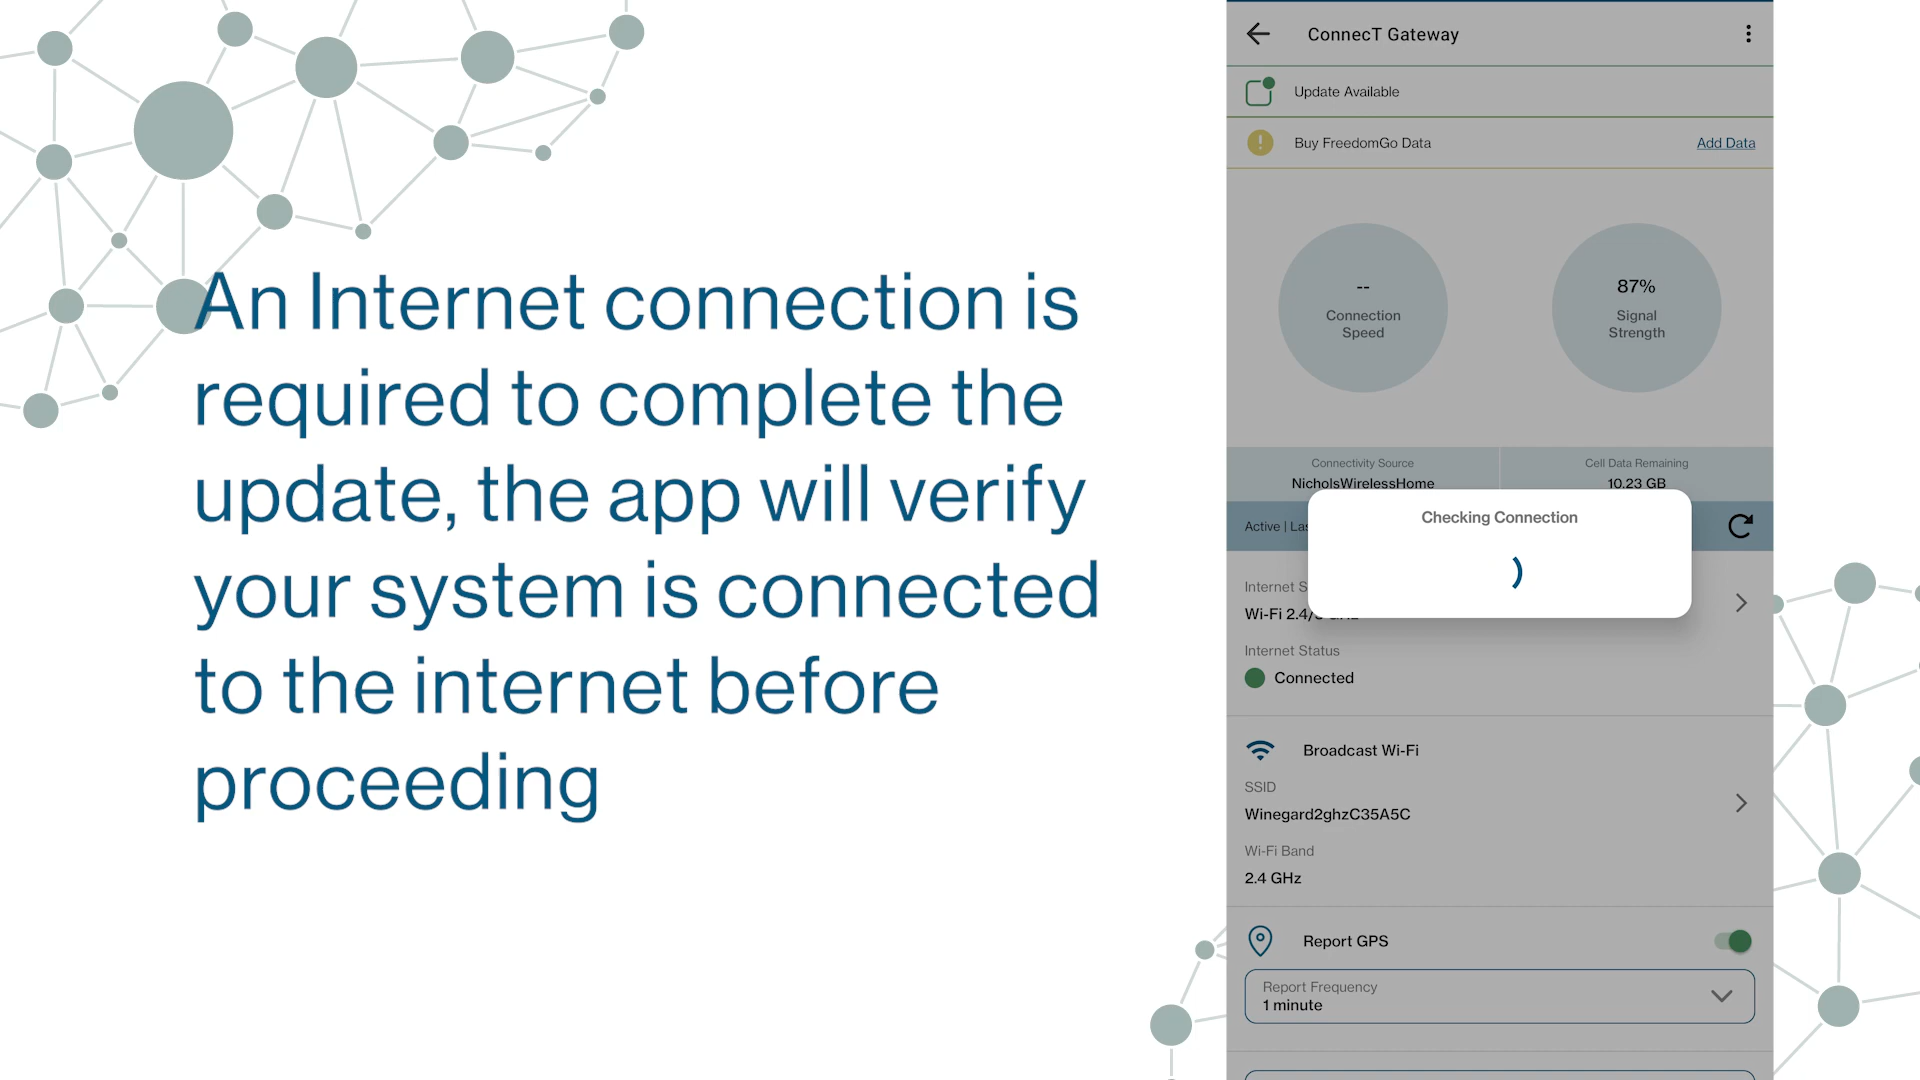 An Internet connection is
required to complete the
update, the app will verify
your system is connected
to the internet before
proceeding
ConnecT Gateway
Update Available
Buy FreedomGo Data
Add Data
--
Connection
Speed
87%
Signal
Strength
Connectivity Source
NicholsWirelessHome
Cell Data Remaining
10.23 GB
Active |
Checking Connection
Internet
Wi-Fi
Internet Status
Connected
Broadcast Wi-Fi
SSID
Winegard2ghzC35A5C
Wi-Fi Band
2.4 GHz
Report GPS
Report Frequency
1 minute